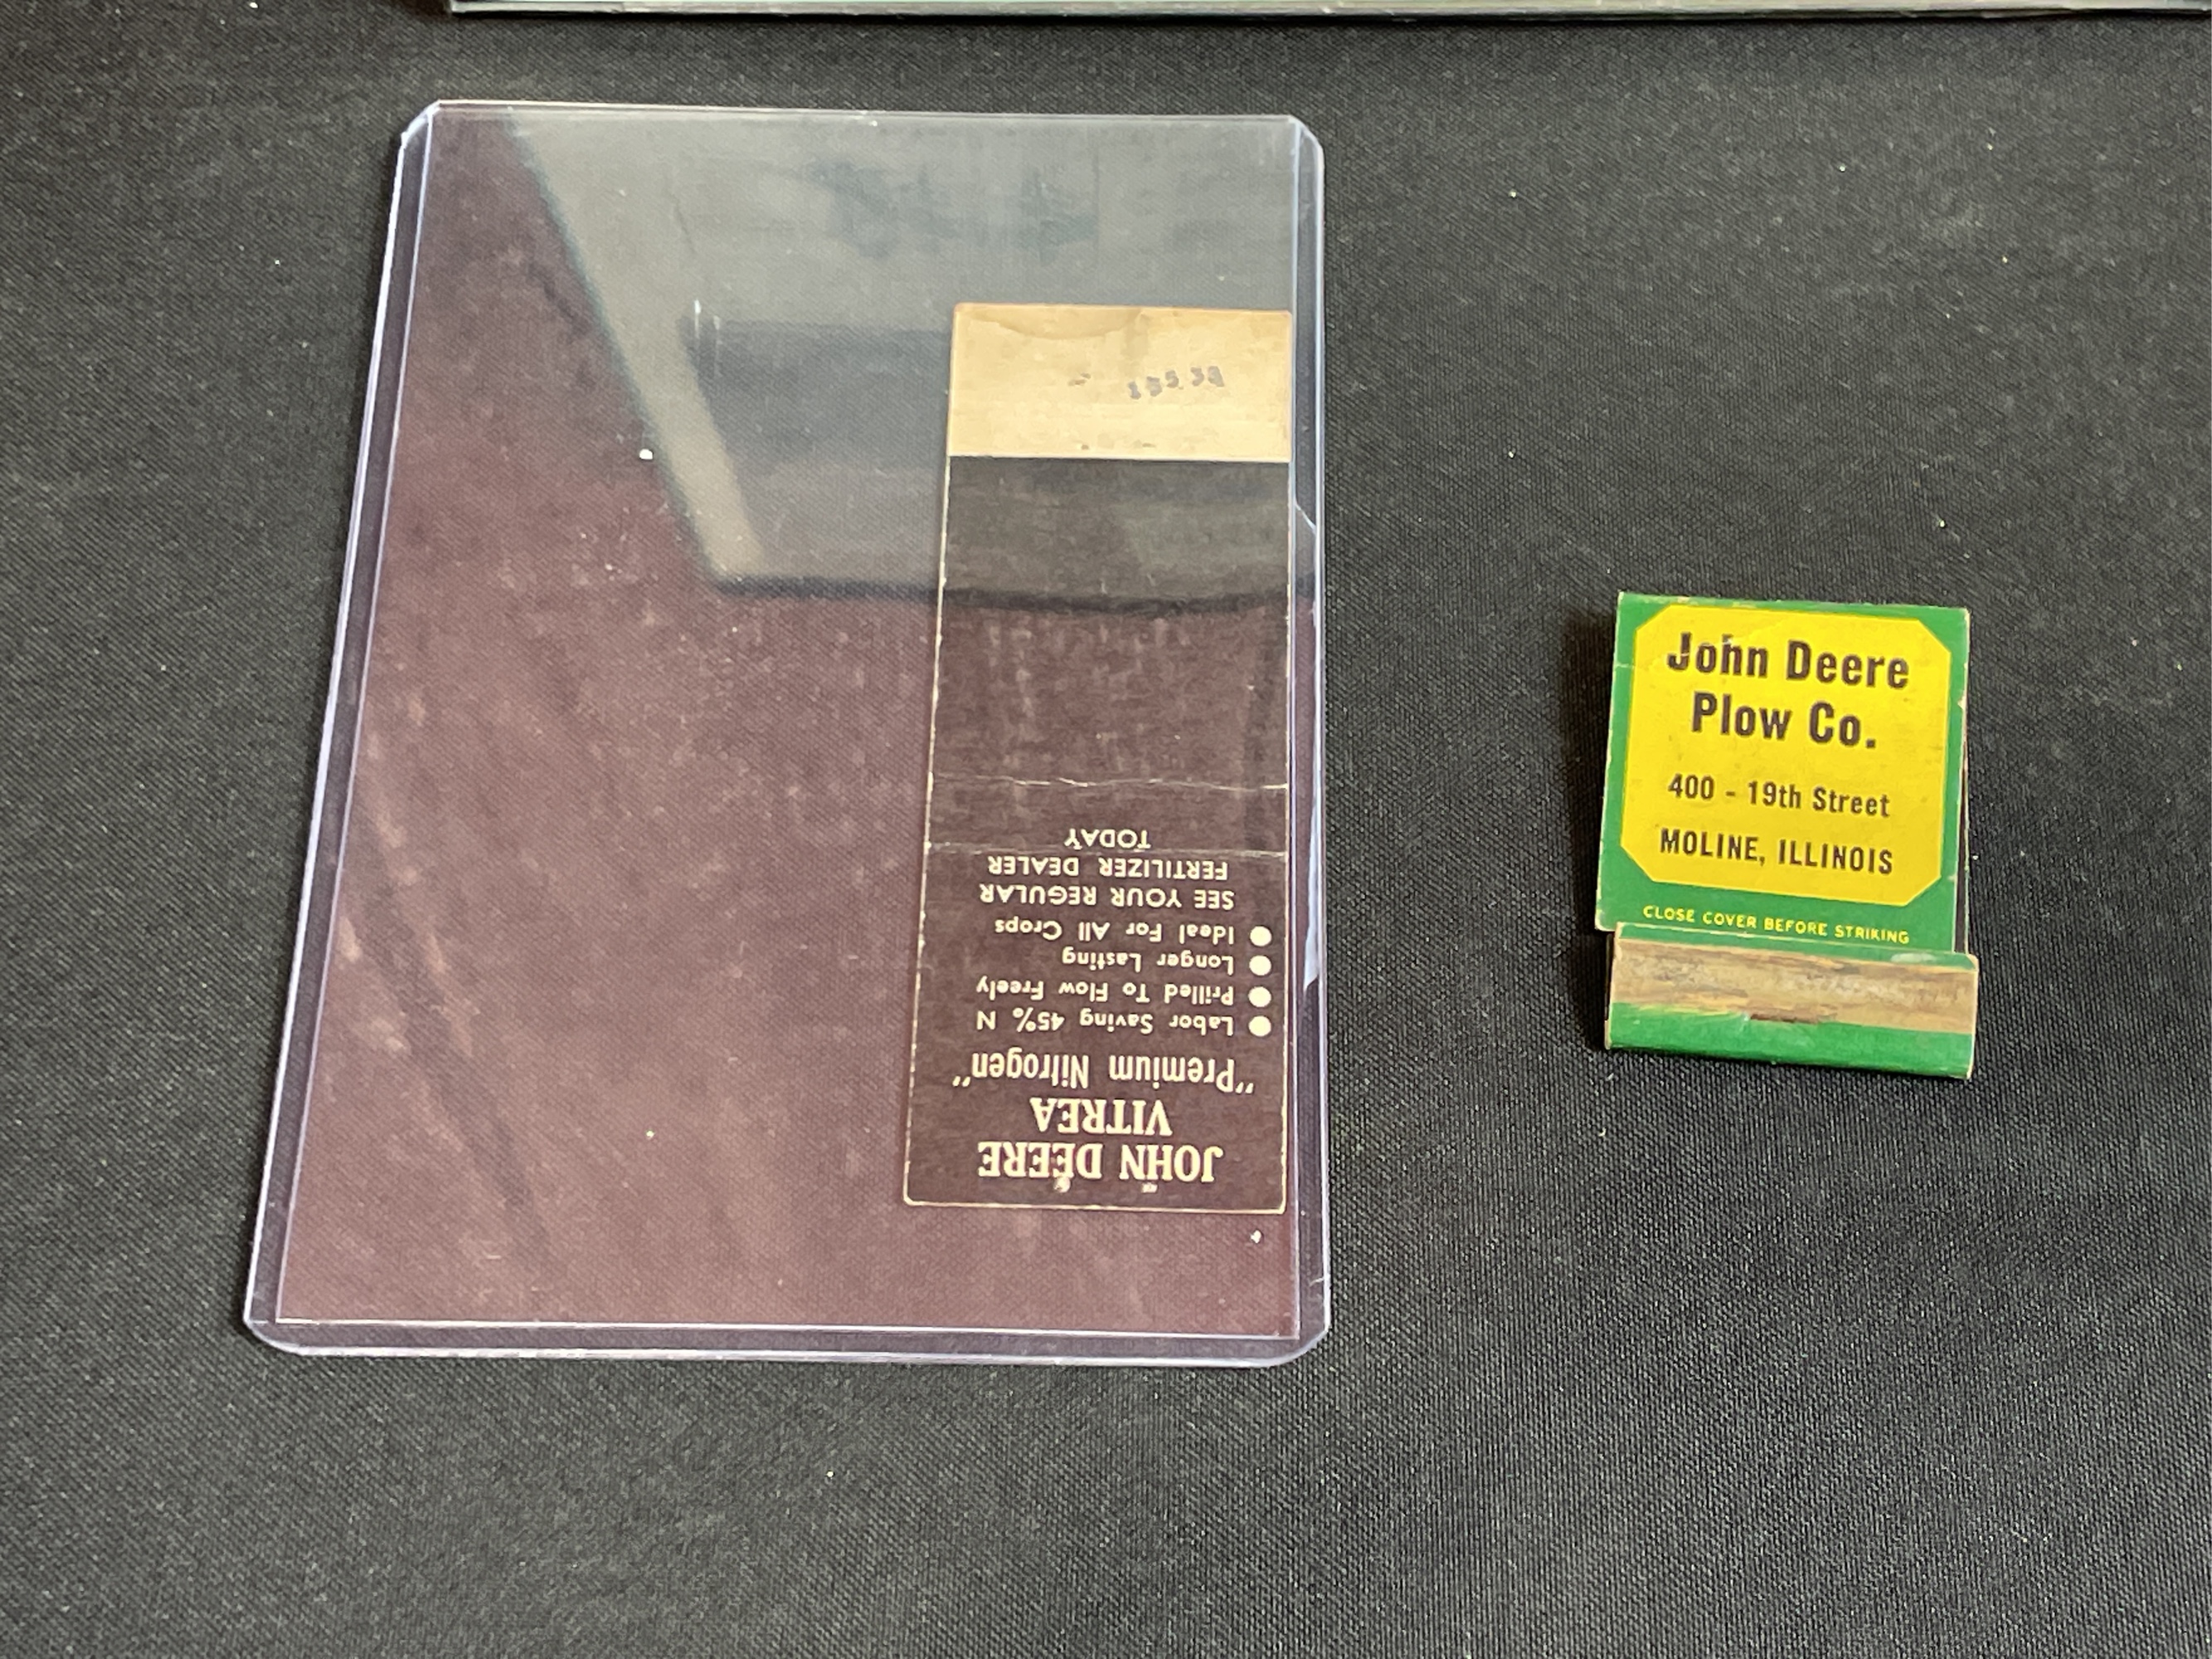 JOHN DEERE
VITREA
"Premium Nitrogen"
● Labor Saving 45% N
● Prilled To Flow Freely
● Longer Lasting
● Ideal For All Crops
SEE YOUR REGULAR
FERTILIZER DEALER
TODAY
John Deere
Plow Co.
400 - 19th Street
MOLINE, ILLINOIS
CLOSE COVER BEFORE STRIKING